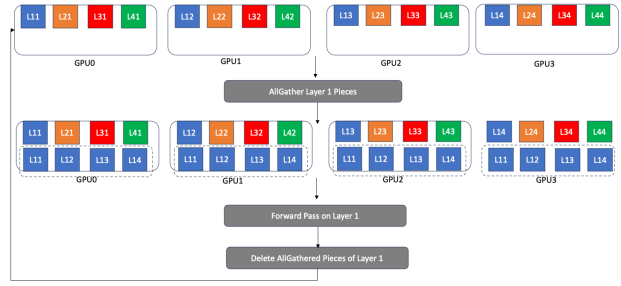 L11 L21 L31 L41 L12 L22 L32 L42 L13 L23 L33 L43 L14 L24 L34 L44
GPU0 GPU1 GPU2 GPU3
AllGather Layer 1 Pieces
L11 L21 L31 L41 L12 L22 L32 L42 L13 L23 L33 L43 L14 L24 L34 L44
L11 L12 L13 L14 L11 L12 L13 L14 L11 L12 L13 L14 L11 L12 L13 L14
GPU0 GPU1 GPU2 GPU3
Forward Pass on Layer 1
Delete AllGathered Pieces of Layer 1